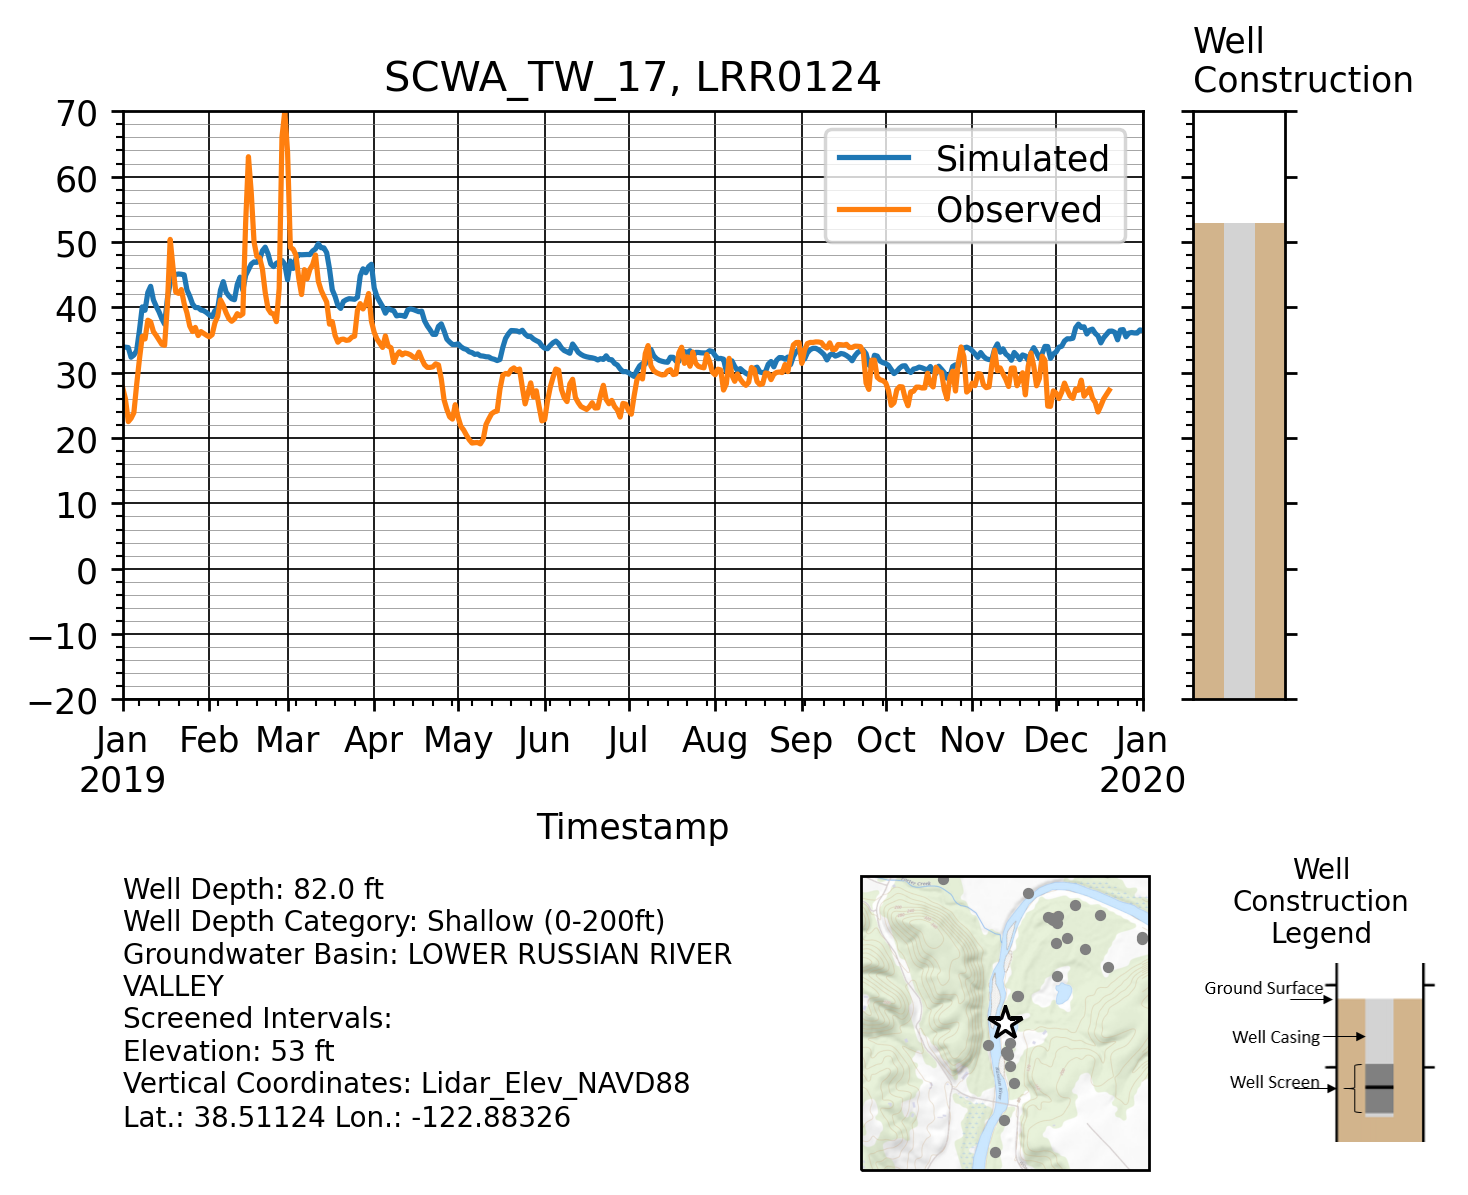 Well
Construction
SCWA_TW_17, LRR0124
70
60
50
40
30
20
10
0
−10
−20
Simulated
Observed
Jan Feb Mar Apr May Jun Jul Aug Sep Oct Nov Dec Jan
2019 2020
Timestamp
Well Depth: 82.0 ft
Well Depth Category: Shallow (0-200ft)
Groundwater Basin: LOWER RUSSIAN RIVER
VALLEY
Screened Intervals:
Elevation: 53 ft
Vertical Coordinates: Lidar_Elev_NAVD88
Lat.: 38.51124 Lon.: -122.88326
Well
Construction
Legend
Ground Surface
Well Casing
Well Screen